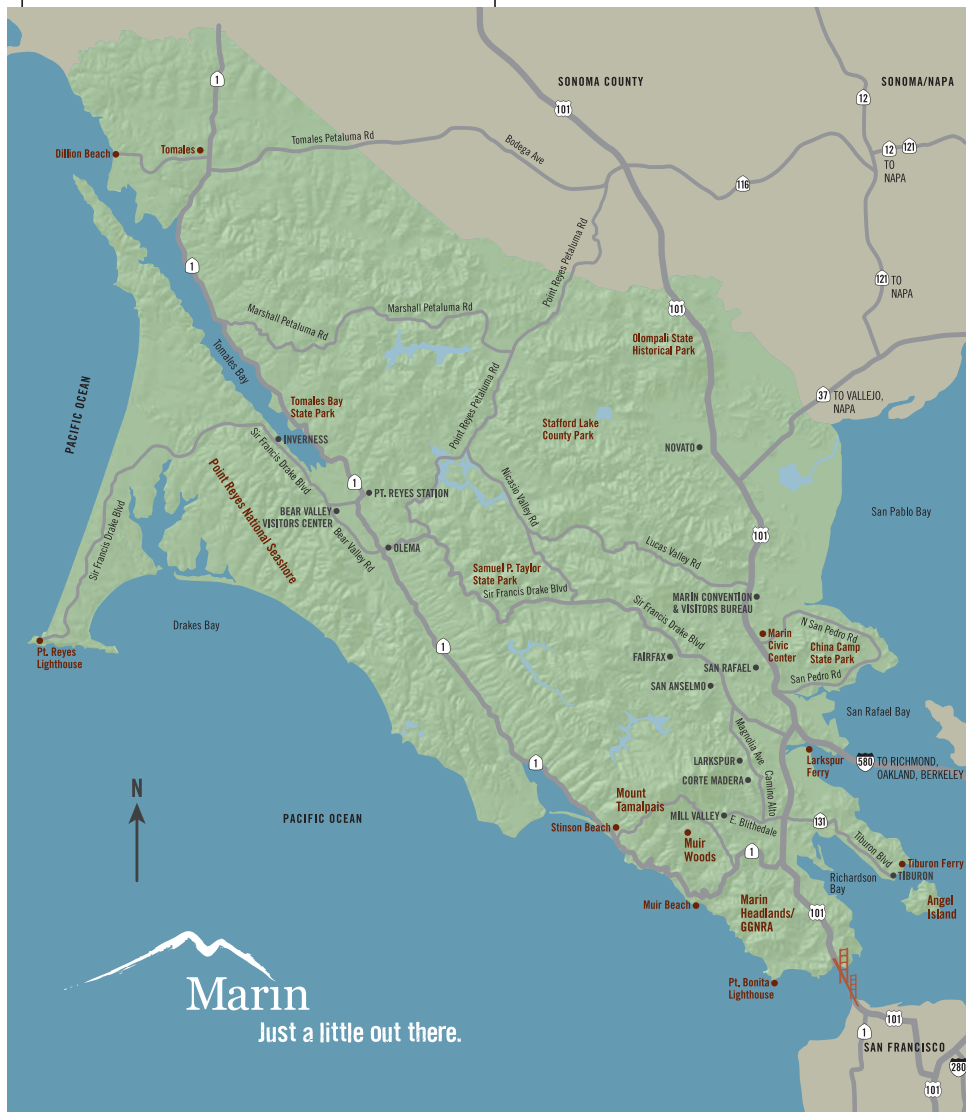 SONOMA COUNTY
SONOMA/NAPA
1
101
12
Tomales Petaluma Rd
Bodega Ave
Dillion Beach
Tomales
12
121
TO
NAPA
116
Point Reyes Petaluma Rd
1
121
TO
NAPA
Marshall Petaluma Rd
Marshall Petaluma Rd
101
Olompali State
Historical Park
Tomales Bay
Point Reyes Petaluma Rd
37
TO VALLEJO,
NAPA
PACIFIC OCEAN
Tomales Bay
State Park
Stafford Lake
County Park
INVERNESS
NOVATO
Sir Francis Drake Blvd
Point Reyes National Seashore
1
PT. REYES STATION
Nicasio Valley Rd
BEAR VALLEY
VISITORS CENTER
San Pablo Bay
Sir Francis Drake Blvd
Bear Valley Rd
OLEMA
Lucas Valley Rd
101
Samuel P. Taylor
State Park
Sir Francis Drake Blvd
MARIN CONVENTION
& VISITORS BUREAU
Sir Francis Drake Blvd
Drakes Bay
N San Pedro Rd
Marin
Civic
Center
China Camp
State Park
Pt. Reyes
Lighthouse
1
FAIRFAX
SAN RAFAEL
San Pedro Rd
SAN ANSELMO
San Rafael Bay
Magnolia Ave
LARKSPUR
Larkspur
Ferry
580
TO RICHMOND,
OAKLAND, BERKELEY
1
CORTE MADERA
Camino Alto
N
Mount
Tamalpais
PACIFIC OCEAN
Stinson Beach
MILL VALLEY
E. Blithedale
131
Tiburon Blvd
Muir
Woods
1
Tiburon Ferry
TIBURON
Richardson
Bay
Muir Beach
Marin
Headlands/
GGNRA
101
Angel
Island
Pt. Bonita
Lighthouse
Marin
Just a little out there.
1
101
SAN FRANCISCO
101
280